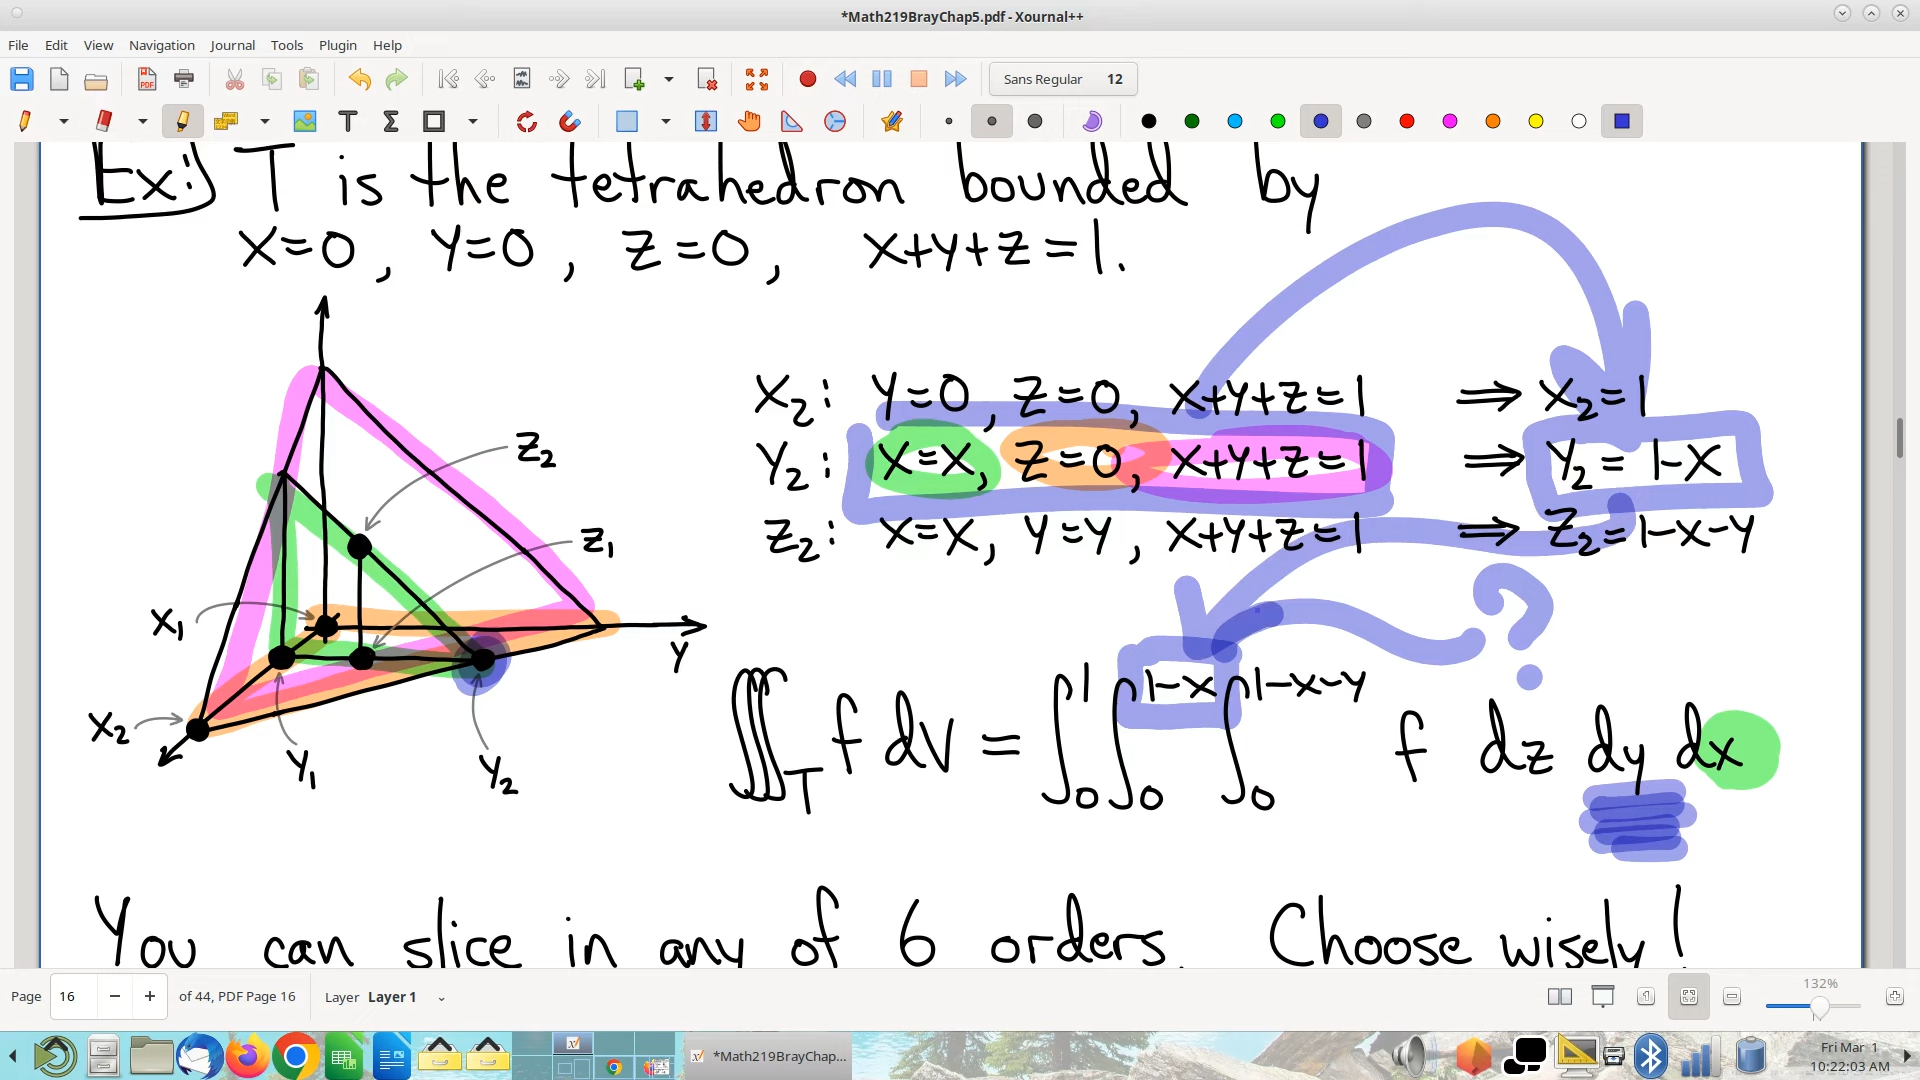 *Math219BrayChap5.pdf - Xournal++
File Edit View Navigation Journal Tools Plugin Help
Sans Regular 12
Ex: T is the tetrahedron bounded by
x=0, y=0, z=0, x+y+z=1.
x₂: y=0, z=0, x+y+z=1 ⟹ x₂=1
y₂: x=x, z=0, x+y+z=1 ⟹ y₂=1-x
z₂: x=x, y=y, x+y+z=1 ⟹ z₂=1-x-y
z₂
z₁
x₁
y
x₂
y₁
y₂
?
∭_T f dV = ∫₀¹ ∫₀^{1-x} ∫₀^{1-x-y} f dz dy dx
You can slice in any of 6 orders. Choose wisely!
Page 16 − + of 44, PDF Page 16 Layer Layer 1 132%
*Math219BrayChap...
Fri Mar 1
10:22:03 AM